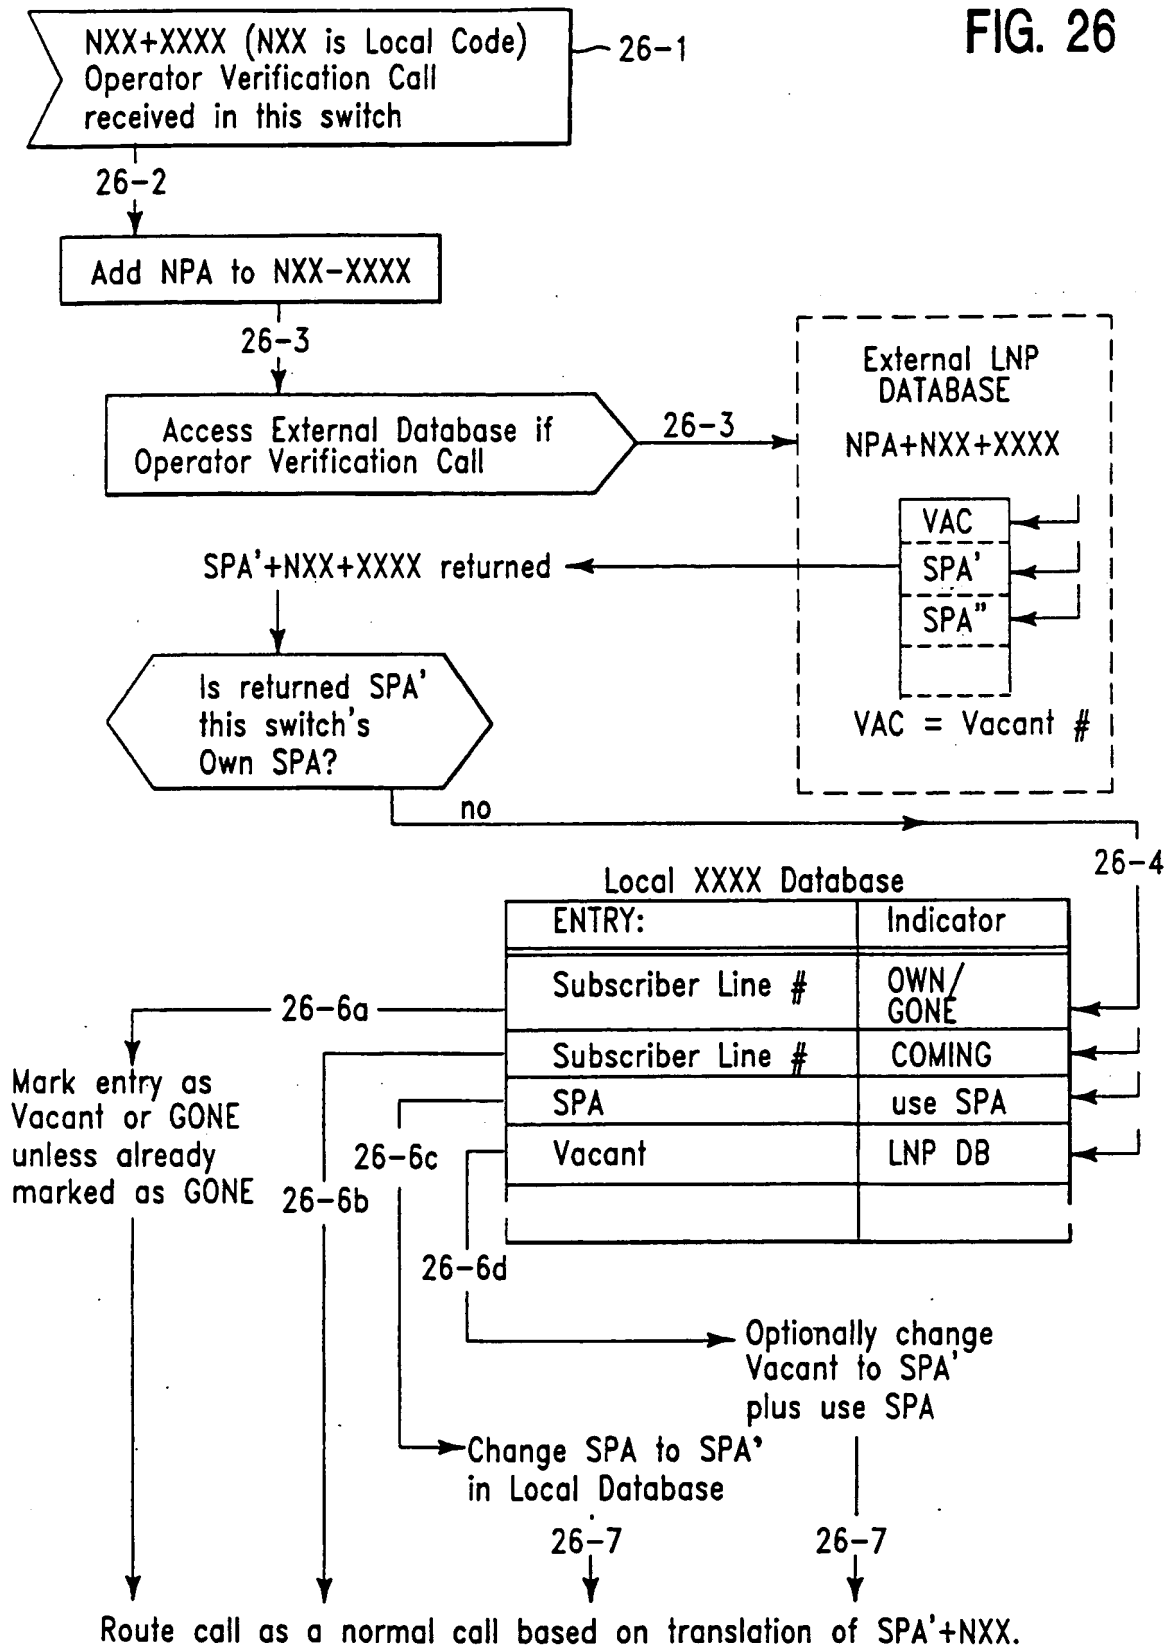 FIG. 26
NXX+XXXX (NXX is Local Code)
Operator Verification Call
received in this switch
26-1
26-2
Add NPA to NXX-XXXX
26-3
Access External Database if
Operator Verification Call
26-3
External LNP
DATABASE
NPA+NXX+XXXX
VAC
SPA'
SPA"
VAC = Vacant #
SPA'+NXX+XXXX returned
Is returned SPA'
this switch's
Own SPA?
no
26-4
Local XXXX Database
ENTRY: Indicator
Subscriber Line # OWN/
GONE
Subscriber Line # COMING
SPA use SPA
Vacant LNP DB
26-6a
Mark entry as
Vacant or GONE
unless already
marked as GONE
26-6b
26-6c
26-6d
Optionally change
Vacant to SPA'
plus use SPA
Change SPA to SPA'
in Local Database
26-7
26-7
Route call as a normal call based on translation of SPA'+NXX.